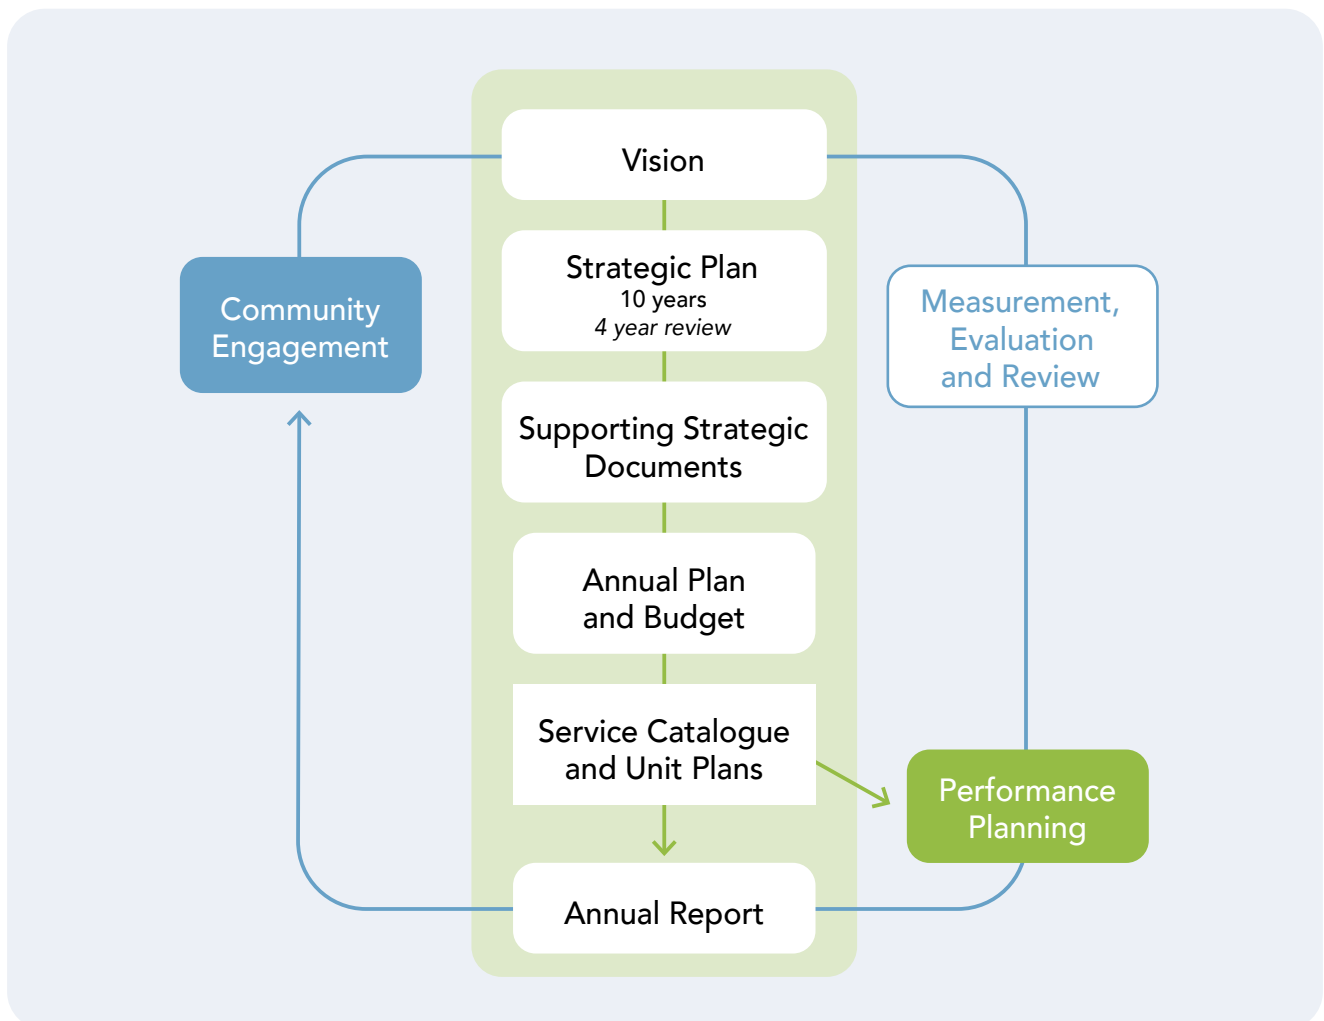 Vision
Strategic Plan
10 years
4 year review
Community
Engagement
Measurement,
Evaluation
and Review
Supporting Strategic
Documents
Annual Plan
and Budget
Service Catalogue
and Unit Plans
Performance
Planning
Annual Report